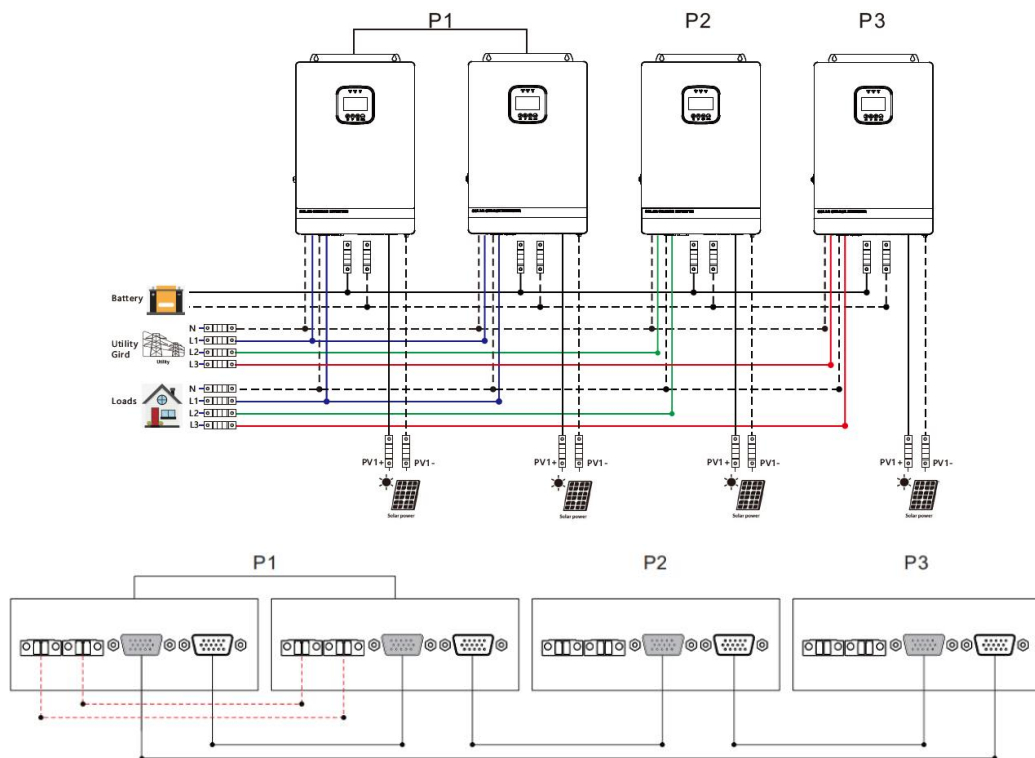 P1 P2 P3
Battery
N
L1
Utility
Gird
Utility
L2
L3
N
L1
Loads
L2
L3
PV1+ PV1- PV1+ PV1- PV1+ PV1- PV1+ PV1-
Solar power Solar power Solar power Solar power
P1 P2 P3